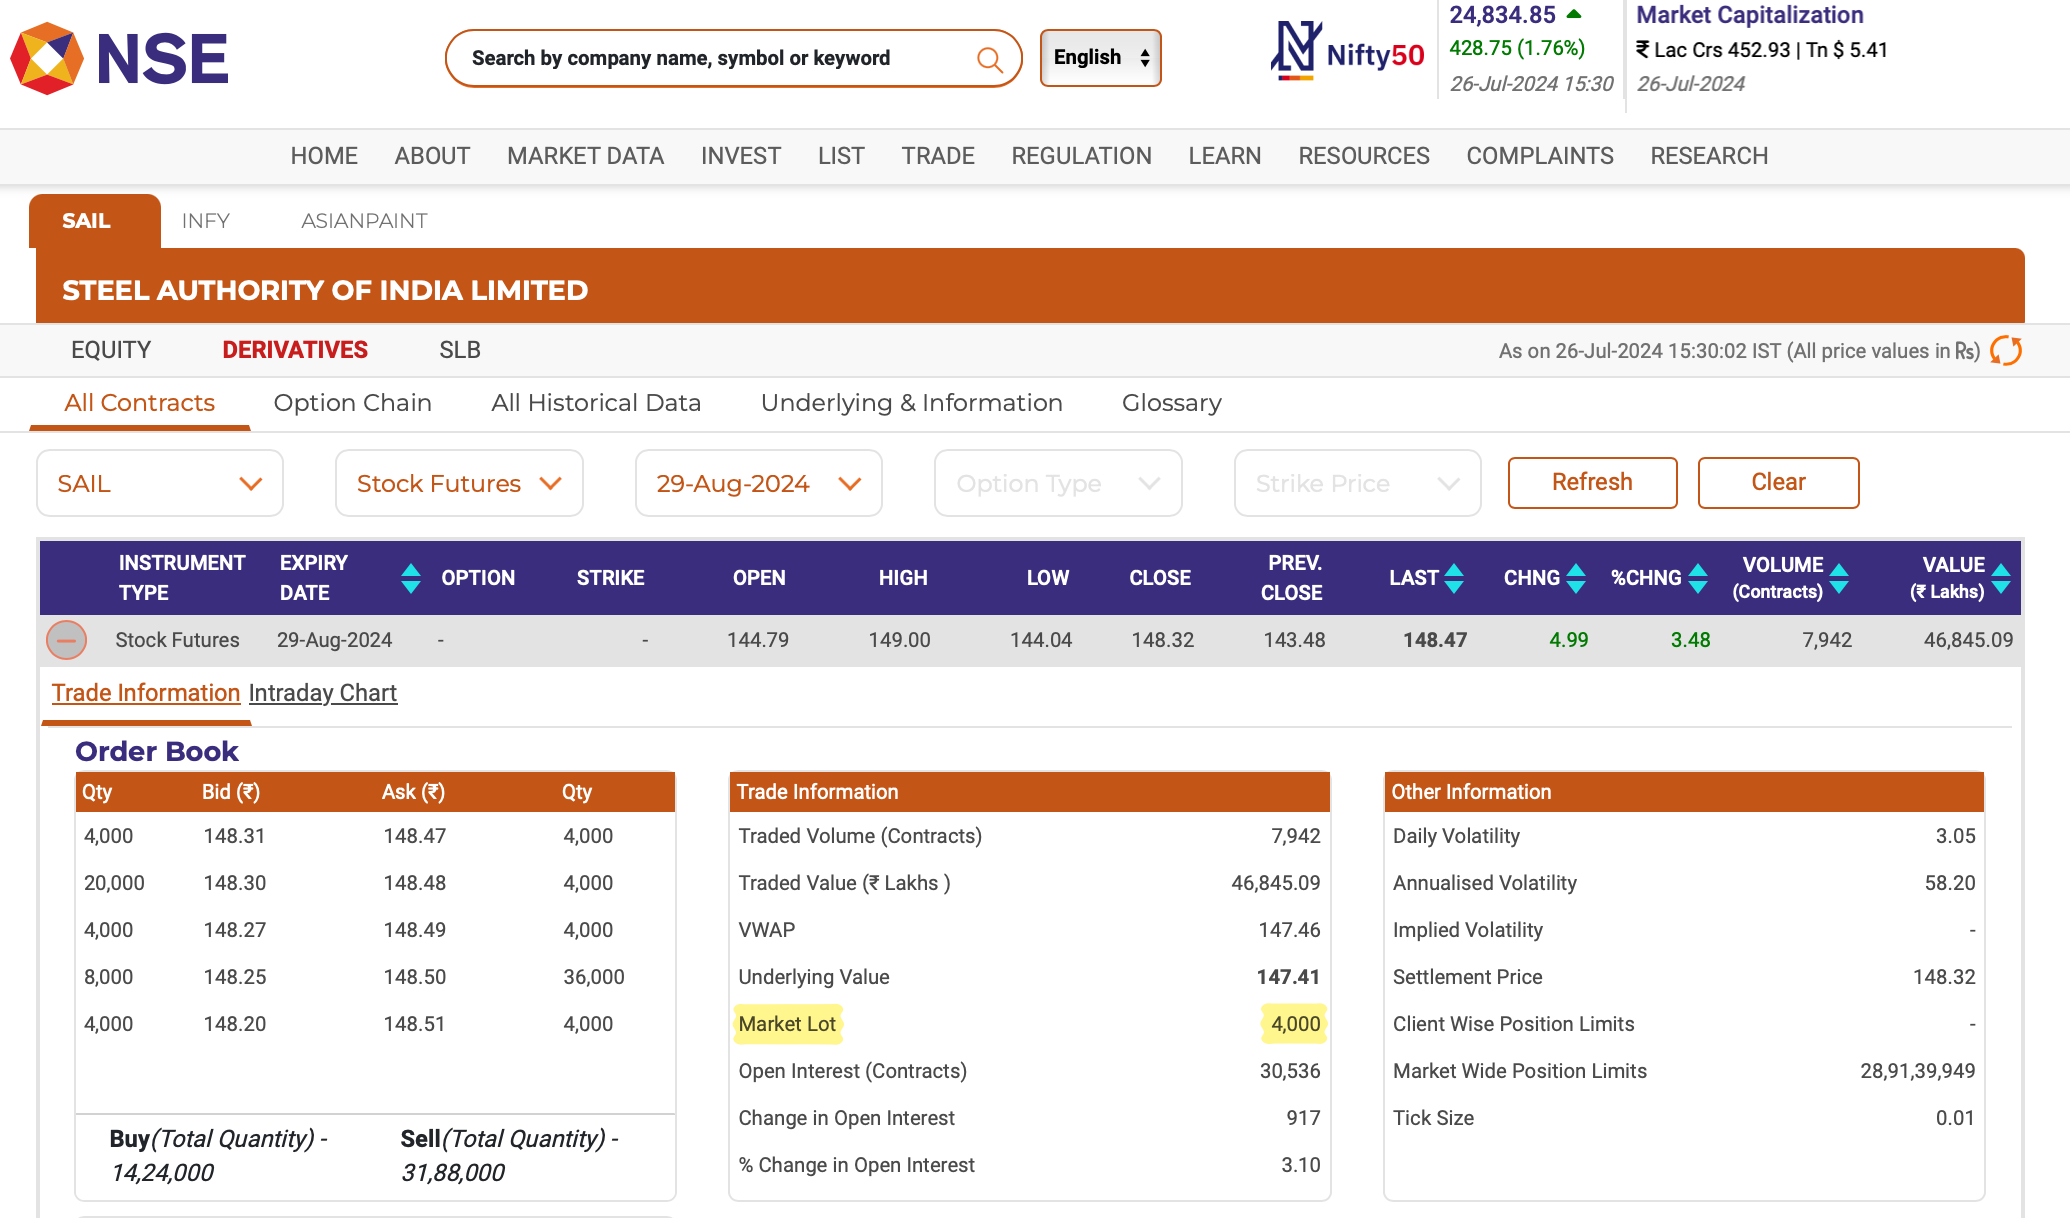 NSE
Search by company name, symbol or keyword
English
Nifty50
24,834.85
428.75 (1.76%)
26-Jul-2024 15:30
Market Capitalization
₹ Lac Crs 452.93 | Tn $ 5.41
26-Jul-2024
HOME ABOUT MARKET DATA INVEST LIST TRADE REGULATION LEARN RESOURCES COMPLAINTS RESEARCH
SAIL INFY ASIANPAINT
STEEL AUTHORITY OF INDIA LIMITED
EQUITY DERIVATIVES SLB As on 26-Jul-2024 15:30:02 IST (All price values in ₨)
All Contracts Option Chain All Historical Data Underlying & Information Glossary
SAIL Stock Futures 29-Aug-2024 Option Type Strike Price Refresh Clear
INSTRUMENT TYPE EXPIRY DATE OPTION STRIKE OPEN HIGH LOW CLOSE PREV. CLOSE LAST CHNG %CHNG VOLUME (Contracts) VALUE (₹ Lakhs)
Stock Futures 29-Aug-2024 - - 144.79 149.00 144.04 148.32 143.48 148.47 4.99 3.48 7,942 46,845.09
Trade Information Intraday Chart
Order Book
Qty Bid (₹) Ask (₹) Qty
4,000 148.31 148.47 4,000
20,000 148.30 148.48 4,000
4,000 148.27 148.49 4,000
8,000 148.25 148.50 36,000
4,000 148.20 148.51 4,000
Buy(Total Quantity) - 14,24,000
Sell(Total Quantity) - 31,88,000
Trade Information
Traded Volume (Contracts) 7,942
Traded Value (₹ Lakhs ) 46,845.09
VWAP 147.46
Underlying Value 147.41
Market Lot 4,000
Open Interest (Contracts) 30,536
Change in Open Interest 917
% Change in Open Interest 3.10
Other Information
Daily Volatility 3.05
Annualised Volatility 58.20
Implied Volatility -
Settlement Price 148.32
Client Wise Position Limits -
Market Wide Position Limits 28,91,39,949
Tick Size 0.01